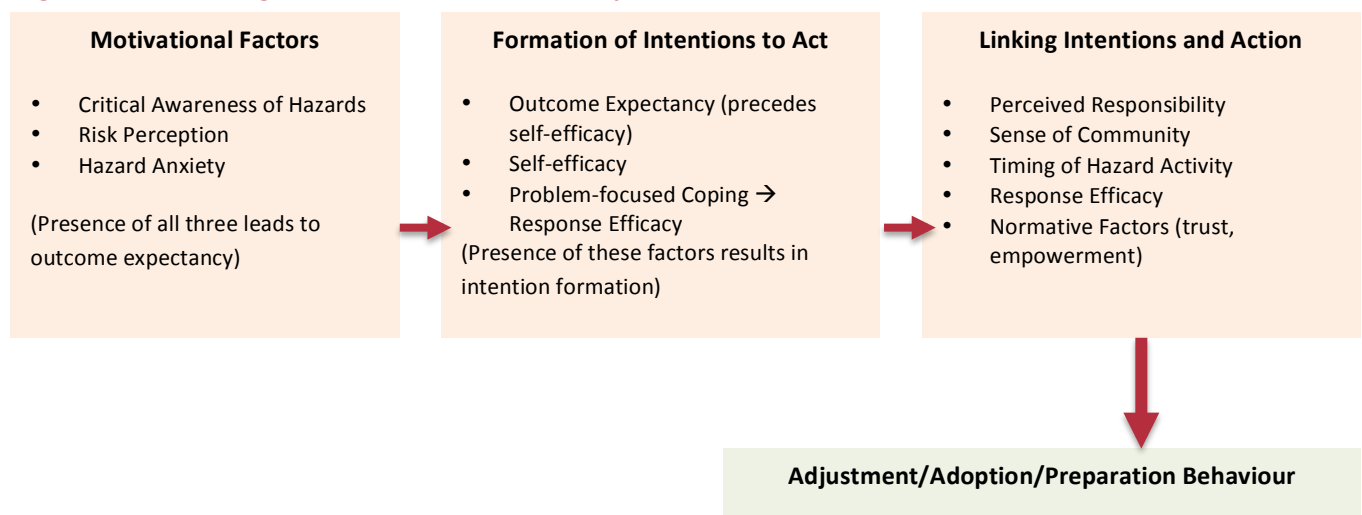 Motivational Factors
• Critical Awareness of Hazards
• Risk Perception
• Hazard Anxiety
(Presence of all three leads to
outcome expectancy)
Formation of Intentions to Act
• Outcome Expectancy (precedes
self-efficacy)
• Self-efficacy
• Problem-focused Coping →
Response Efficacy
(Presence of these factors results in
intention formation)
Linking Intentions and Action
• Perceived Responsibility
• Sense of Community
• Timing of Hazard Activity
• Response Efficacy
• Normative Factors (trust,
empowerment)
Adjustment/Adoption/Preparation Behaviour